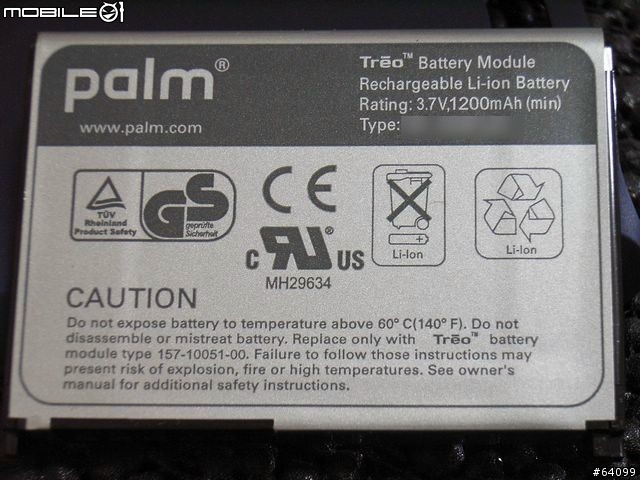 MOBILE01
palm®
www.palm.com
Trēo™ Battery Module
Rechargeable Li-ion Battery
Rating: 3.7V,1200mAh (min)
Type:
TÜV
Rheinland
Product Safety
GS
geprüfte
Sicherheit
CE
Li-Ion
Li-Ion
c RU® US
MH29634
CAUTION
Do not expose battery to temperature above 60° C(140° F). Do not
disassemble or mistreat battery. Replace only with Trēo™ battery
module type 157-10051-00. Failure to follow those instructions may
present risk of explosion, fire or high temperatures. See owner's
manual for additional safety instructions.
#64099